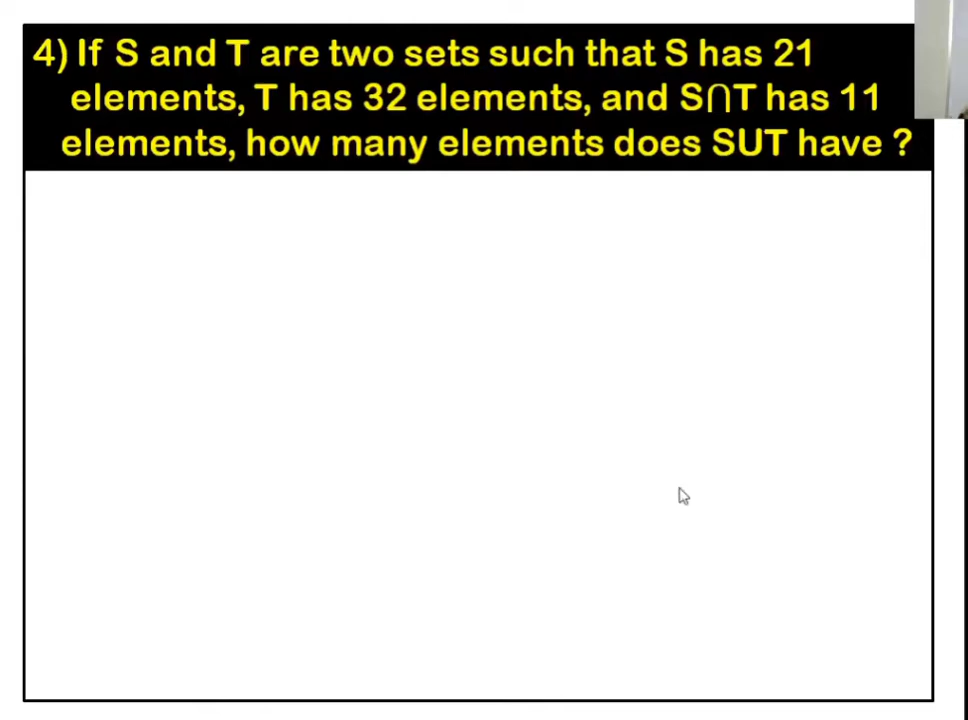 4) If S and T are two sets such that S has 21
elements, T has 32 elements, and S∩T has 11
elements, how many elements does SUT have ?